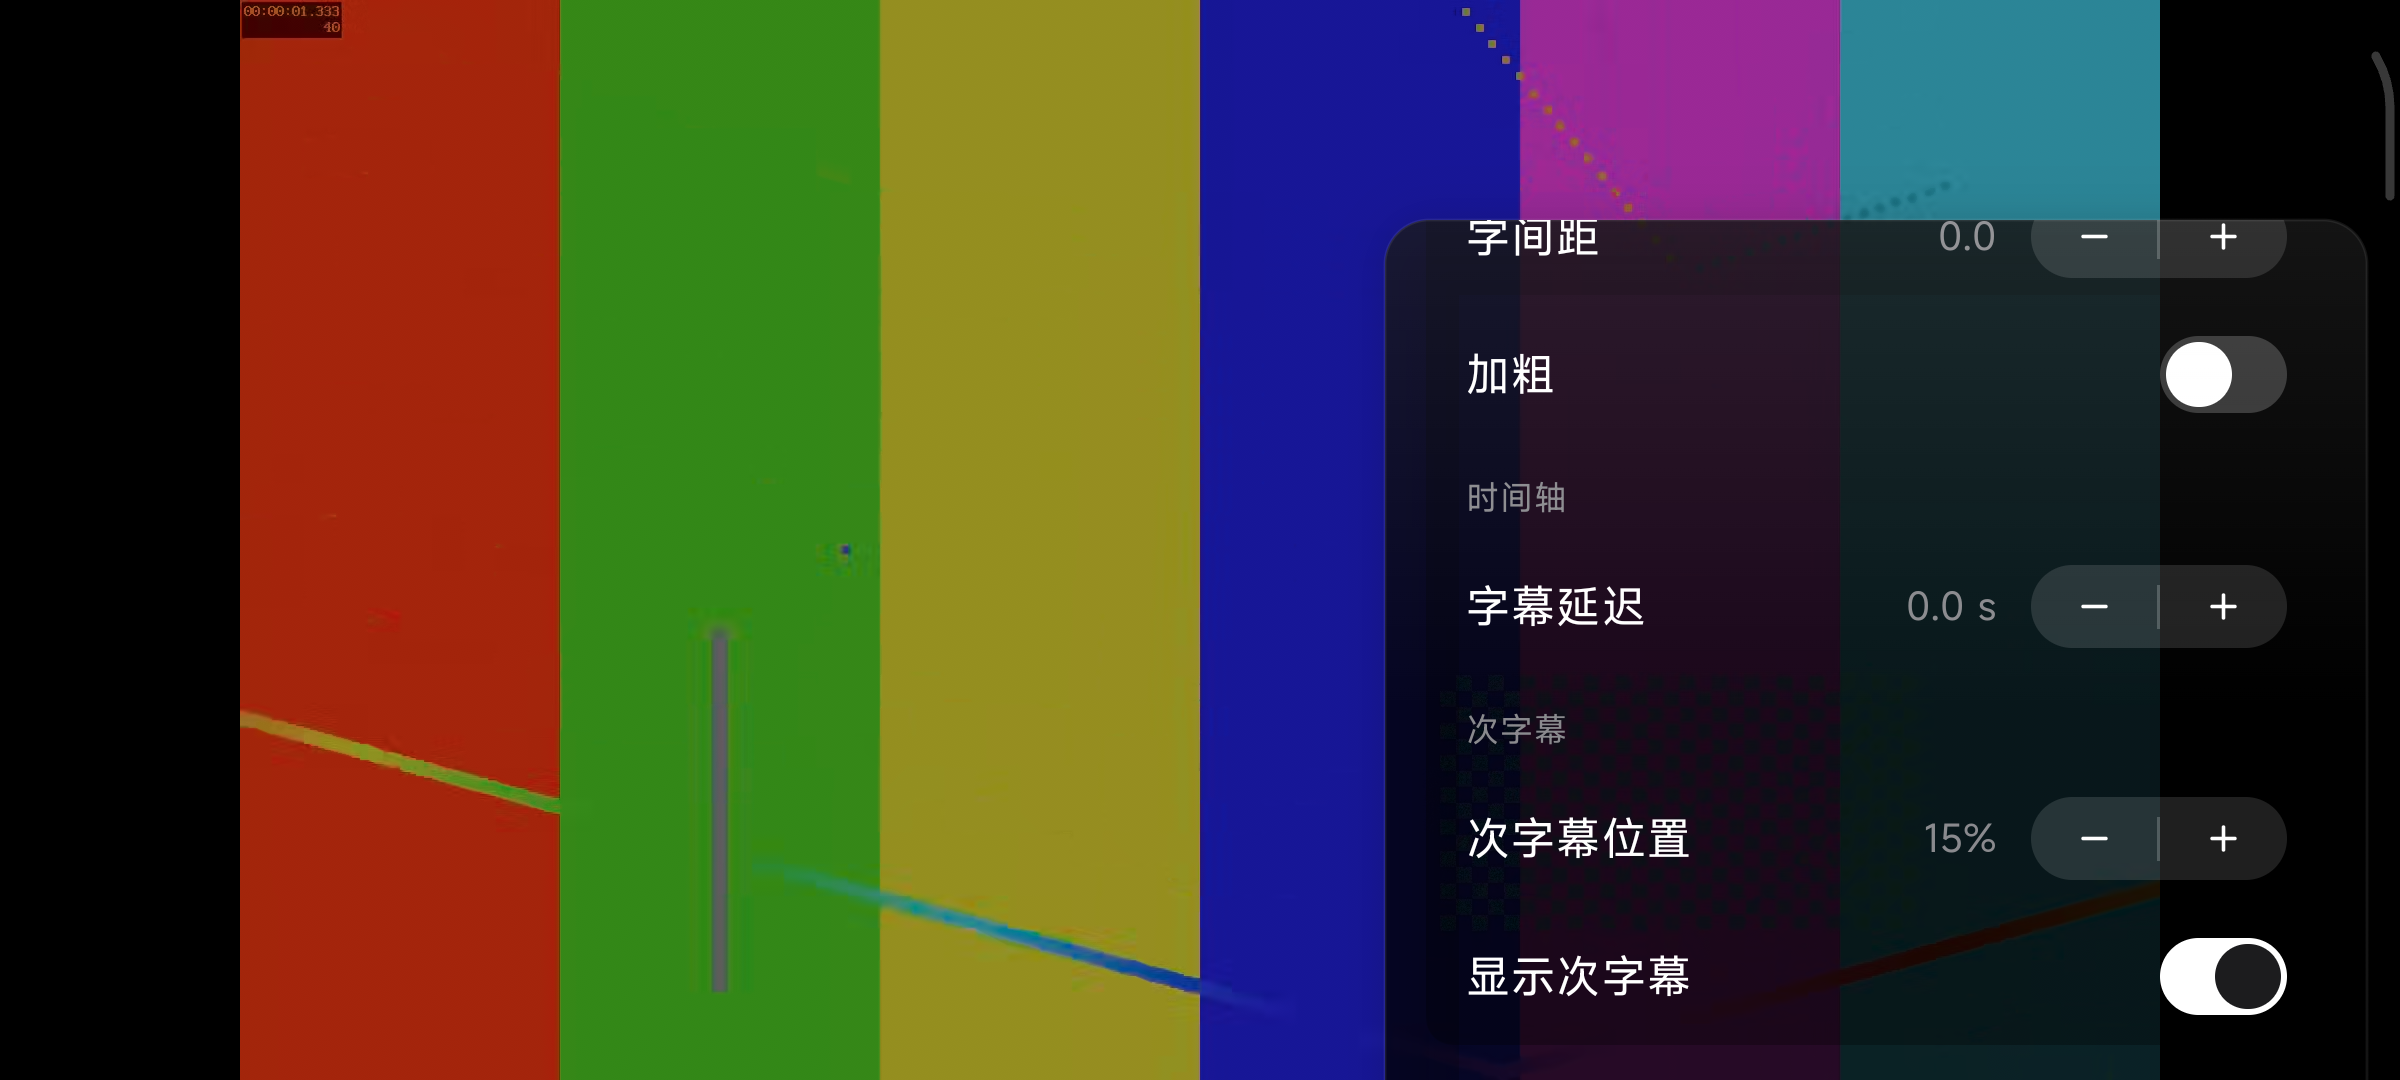 00:00:01.333
40
字间距 0.0 − +
加粗
时间轴
字幕延迟 0.0 s − +
次字幕
次字幕位置 15% − +
显示次字幕